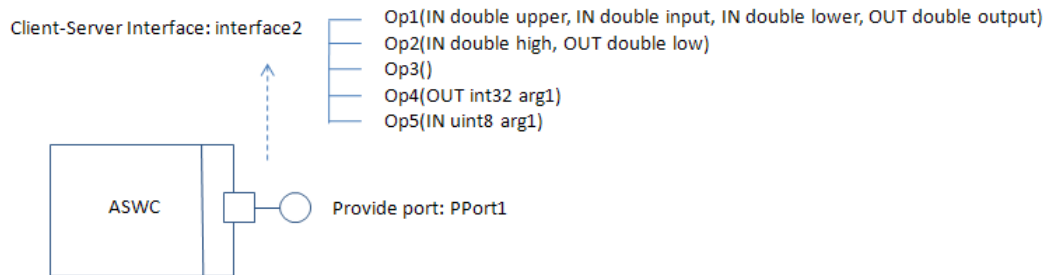 Client-Server Interface: interface2
Op1(IN double upper, IN double input, IN double lower, OUT double output)
Op2(IN double high, OUT double low)
Op3()
Op4(OUT int32 arg1)
Op5(IN uint8 arg1)
ASWC
Provide port: PPort1